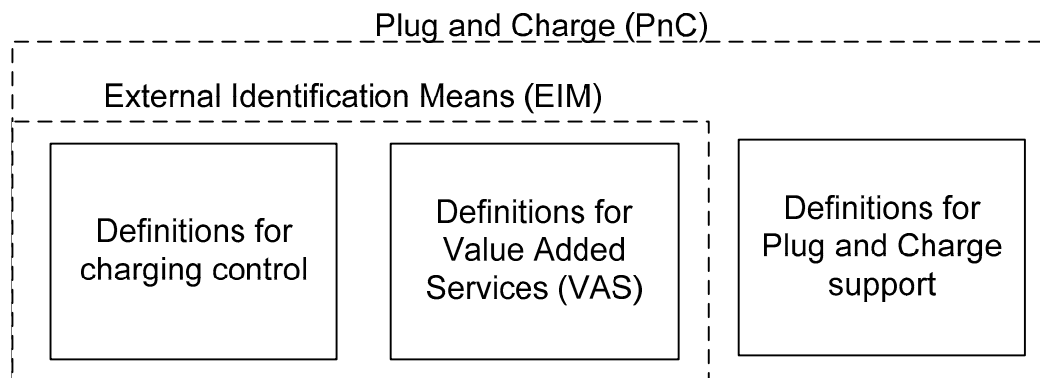 Plug and Charge (PnC)
External Identification Means (EIM)
Definitions for
charging control
Definitions for
Value Added
Services (VAS)
Definitions for
Plug and Charge
support